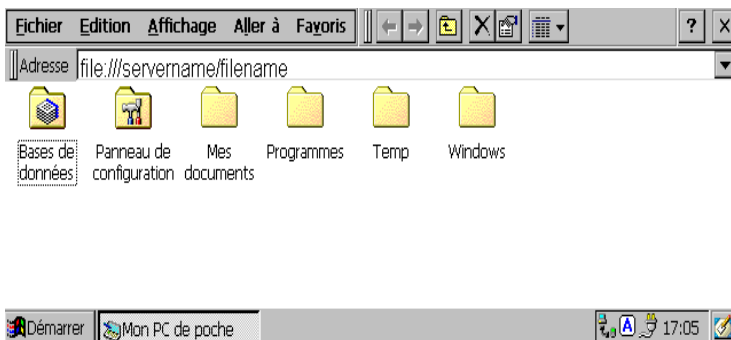 Fichier Edition Affichage Aller à Favoris ?
Adresse file:///servername/filename
Bases de données
Panneau de configuration
Mes documents
Programmes
Temp
Windows
Démarrer Mon PC de poche A 17:05